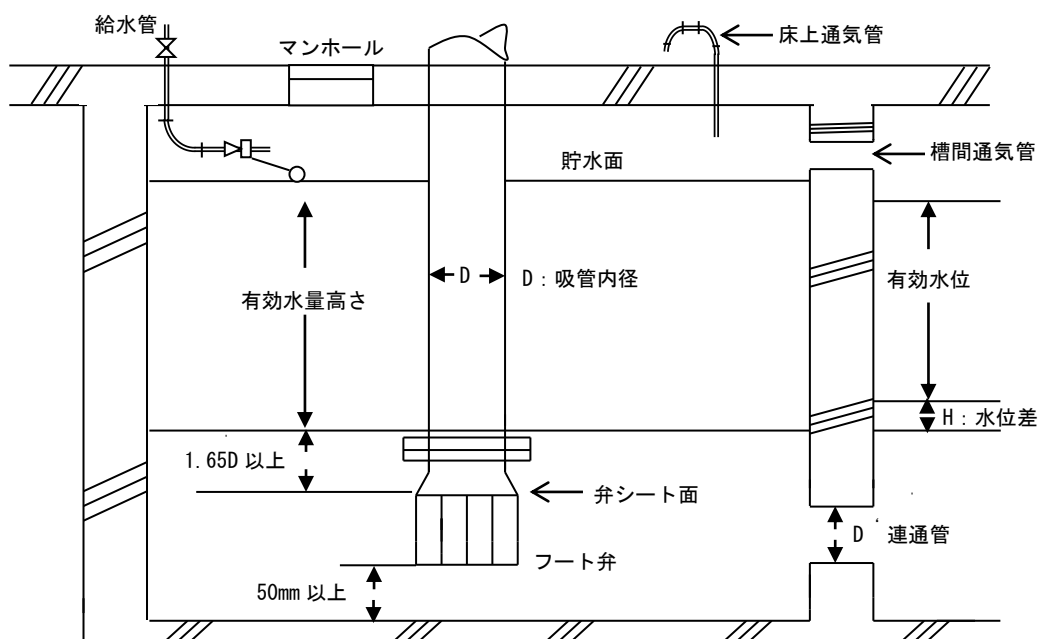 給水管
マンホール
床上通気管
槽間通気管
貯水面
D
D：吸管内径
有効水量高さ
有効水位
H：水位差
1.65D 以上
弁シート面
D' 連通管
フート弁
50mm 以上